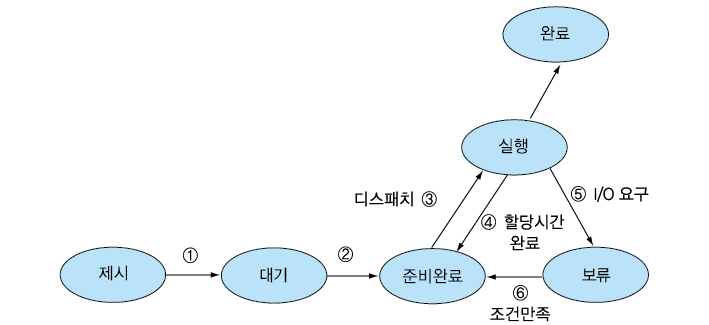 완료
실행
디스패치 ③
⑤ I/O 요구
④ 할당시간
완료
①
②
제시
대기
준비완료
보류
⑥
조건만족